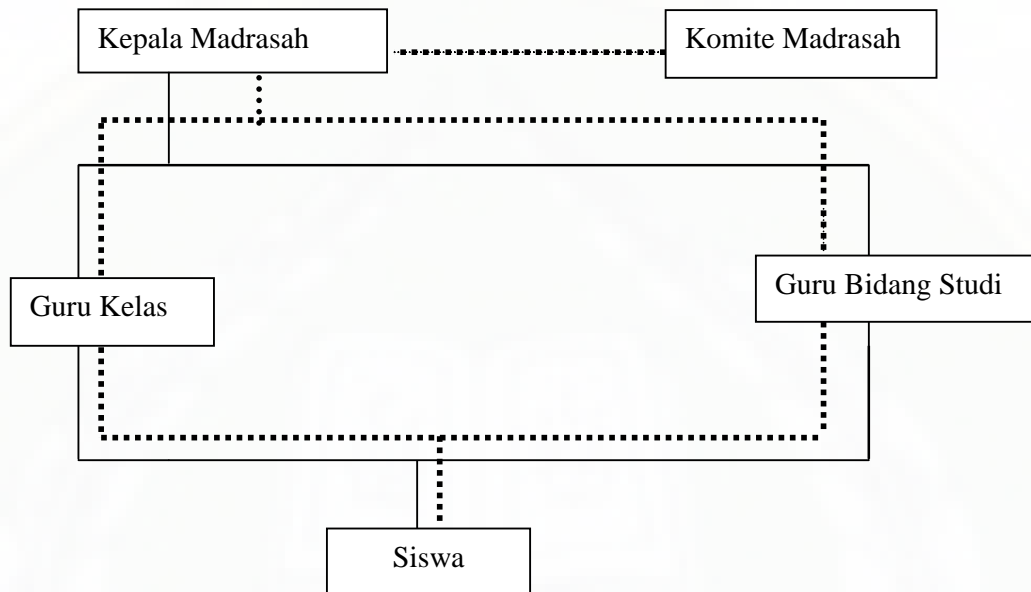 Kepala Madrasah
Komite Madrasah
Guru Kelas
Guru Bidang Studi
Siswa